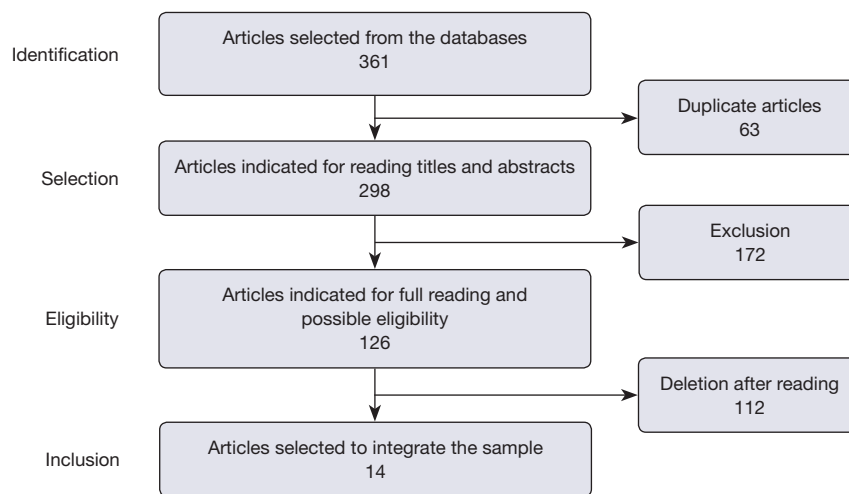 Identification
Articles selected from the databases
361
Duplicate articles
63
Selection
Articles indicated for reading titles and abstracts
298
Exclusion
172
Eligibility
Articles indicated for full reading and
possible eligibility
126
Deletion after reading
112
Inclusion
Articles selected to integrate the sample
14